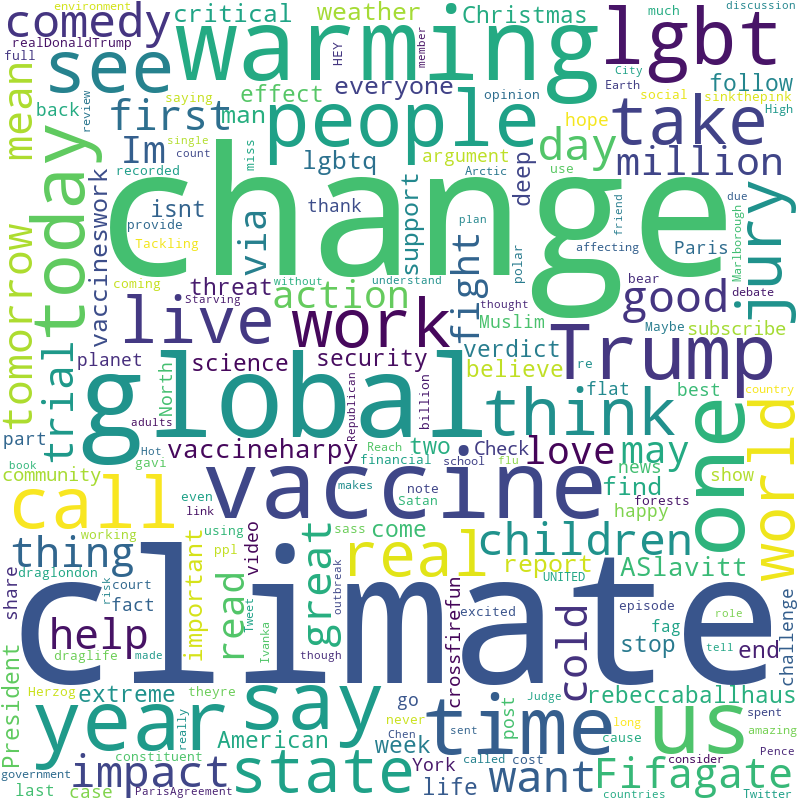 environment
comedy
critical
weather
Christmas
much
discussion
realDonaldTrump
full
HEY
member
warming
lgbt
see
City
Earth
social
sinkthepink
High
follow
mean
back
review
saying
first
effect
everyone
opinion
man
people
hope
take
day
million
single
count
miss
Im
lgbtq
argument
Arctic
use
deep
recorded
isnt
thank
support
plan
friend
due
provide
via
change
Tackling
today
vaccineswork
polar
affecting
Paris
Marlborough
jury
coming
threat
without
understand
bear
debate
Starving
action
thought
good
tomorrow
live
work
fight
Muslim
Maybe
subscribe
trial
planet
science
security
verdict
re
Trump
believe
global
North
flat
best
country
adults
Republican
billion
think
part
Hot
vaccineharpy
Reach
two
Check
love
may
one
world
book
gavi
financial
school
flu
news
community
show
call
even
link
vaccine
makes
note
Satan
find
forests
happy
working
using
great
sass
come
children
thing
ppl
video
real
report
UNITED
ASlavitt
draglondon
risk
court
read
outbreak
share
fact
important
Tweet
climate
crossfirefun
excited
cold
episode
role
help
fag
tell
challenge
draglife
made
Ivanka
though
stop
end
President
Herzog
extreme
theyre
say
go
never
post
Judge
rebeccaballhaus
year
really
Chen
sent
time
long
us
spent
amazing
constituent
American
week
cause
Pence
government
impact
state
York
called
cost
want
Fifagate
consider
last
case
ParisAgreement
life
countries
Twitter